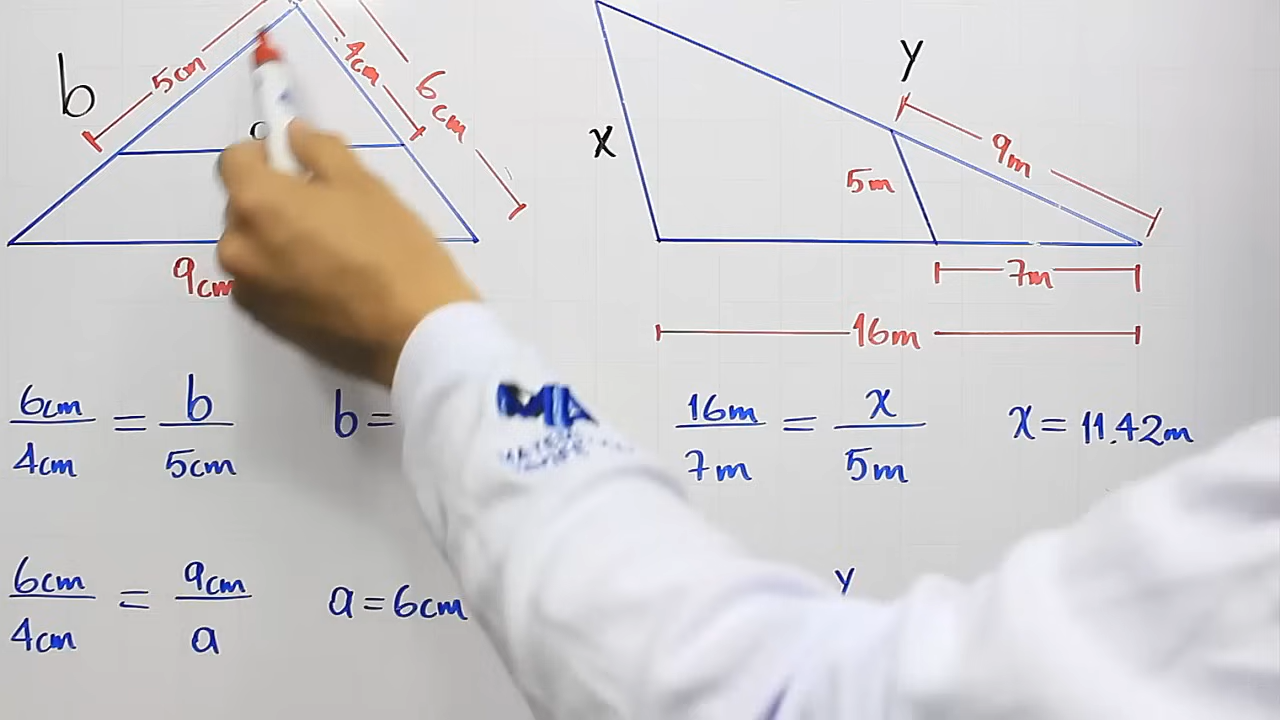 b
5cm
4cm
6cm
9cm
x
y
5m
9m
7m
16m
6cm/4cm = b/5cm
b =
6cm/4cm = 9cm/a
a = 6cm
16m/7m = x/5m
x = 11.42m
y